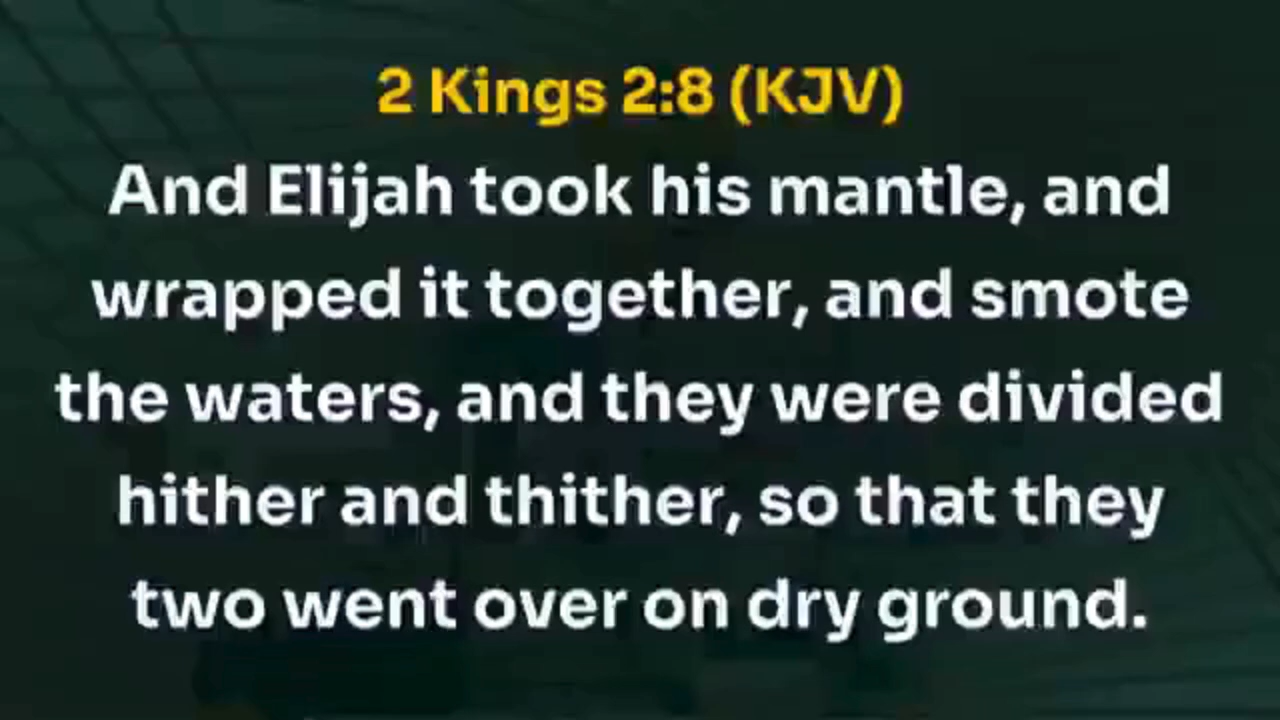 2 Kings 2:8 (KJV)
And Elijah took his mantle, and
wrapped it together, and smote
the waters, and they were divided
hither and thither, so that they
two went over on dry ground.